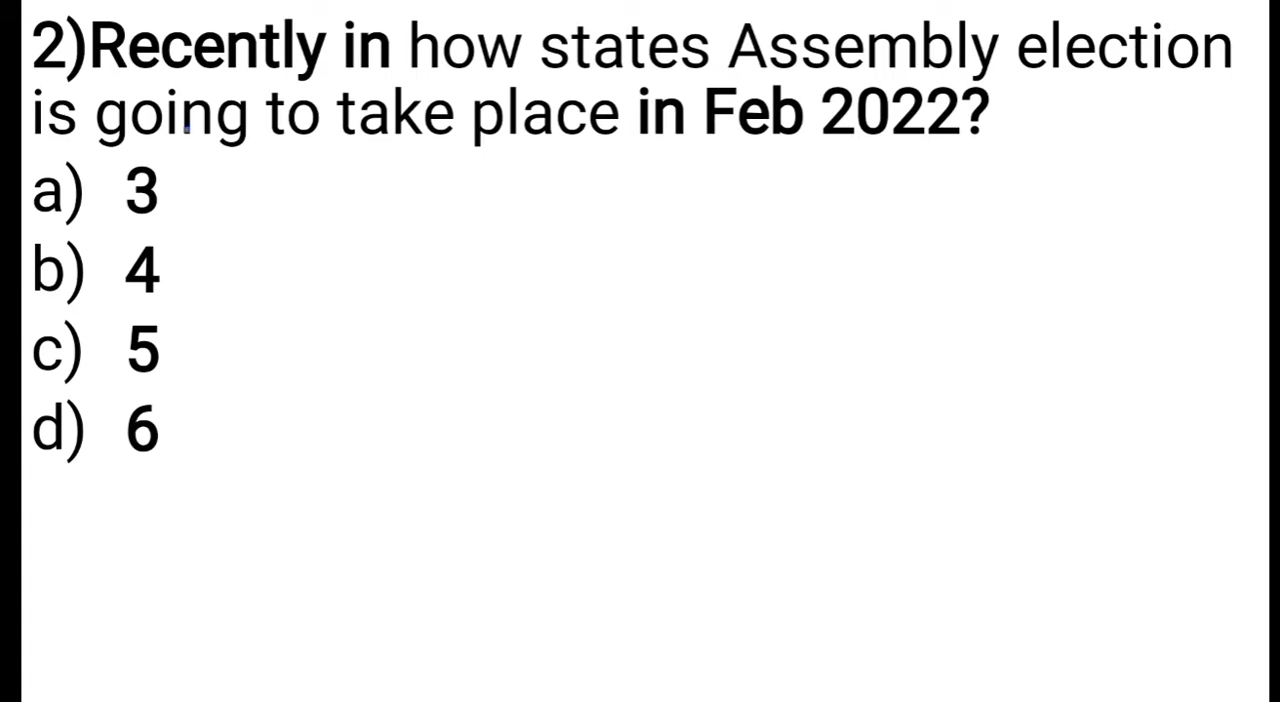 2)Recently in how states Assembly election
is going to take place in Feb 2022?
a) 3
b) 4
c) 5
d) 6